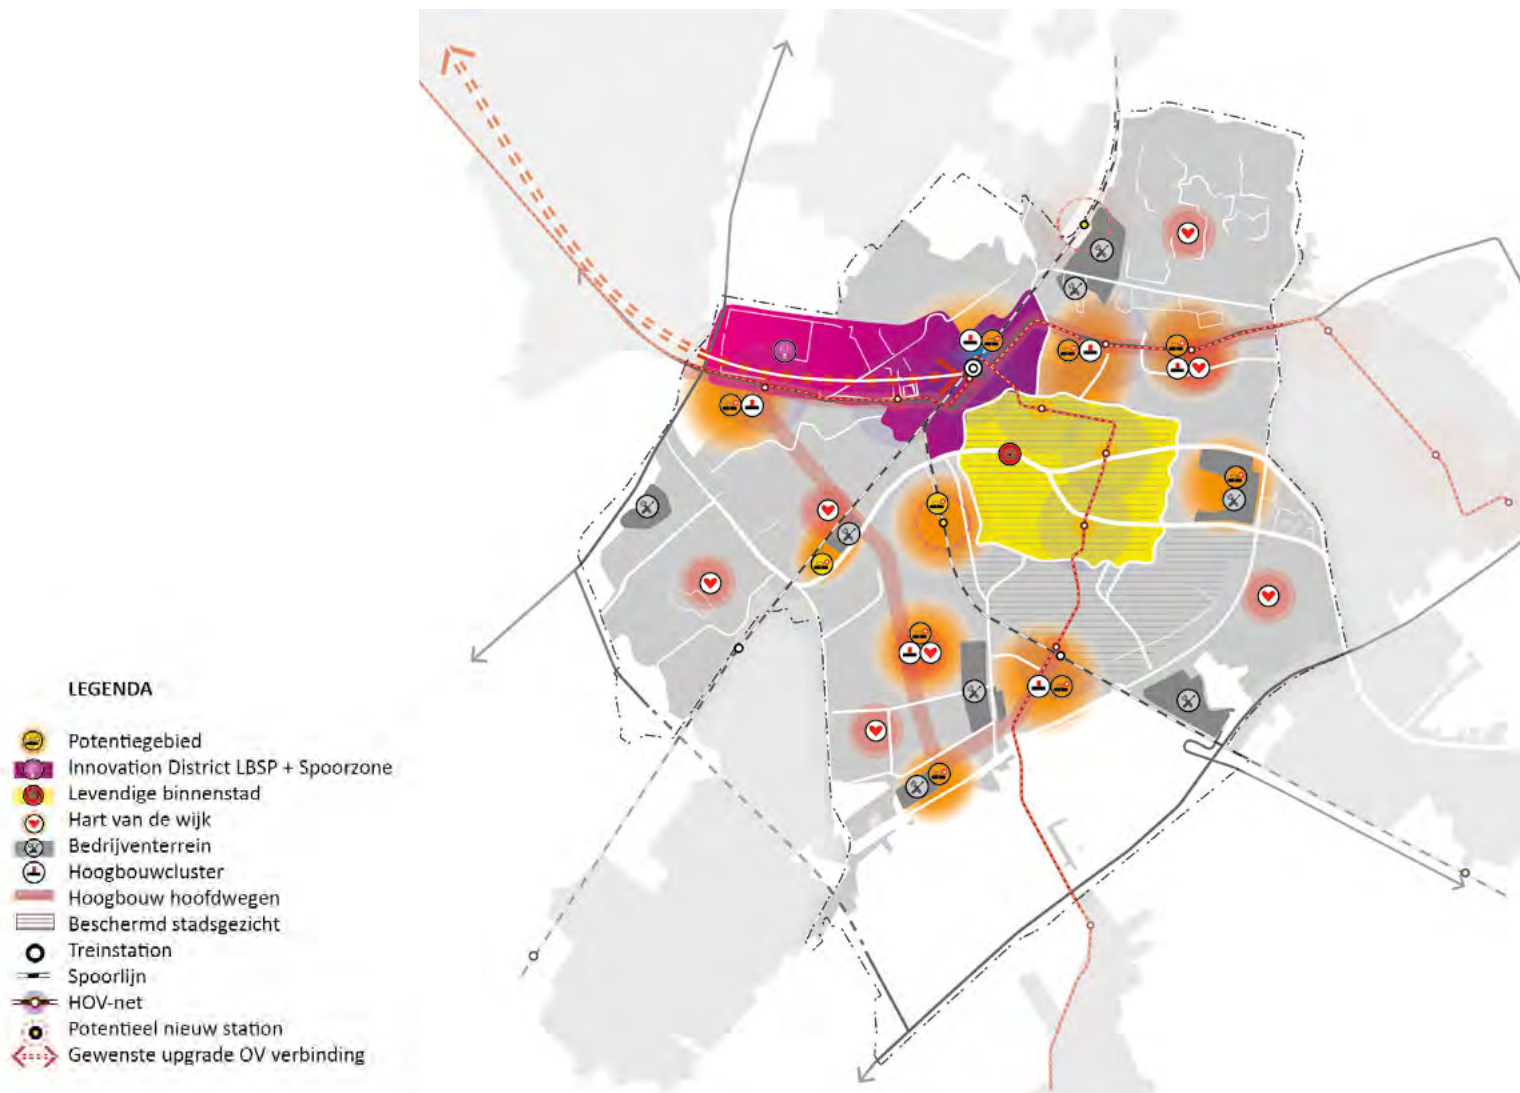 LEGENDA
Potentiegebied
Innovation District LBSP + Spoorzone
Levendige binnenstad
Hart van de wijk
Bedrijventerrein
Hoogbouwcluster
Hoogbouw hoofdwegen
Beschermd stadsgezicht
Treinstation
Spoorlijn
HOV-net
Potentieel nieuw station
Gewenste upgrade OV verbinding